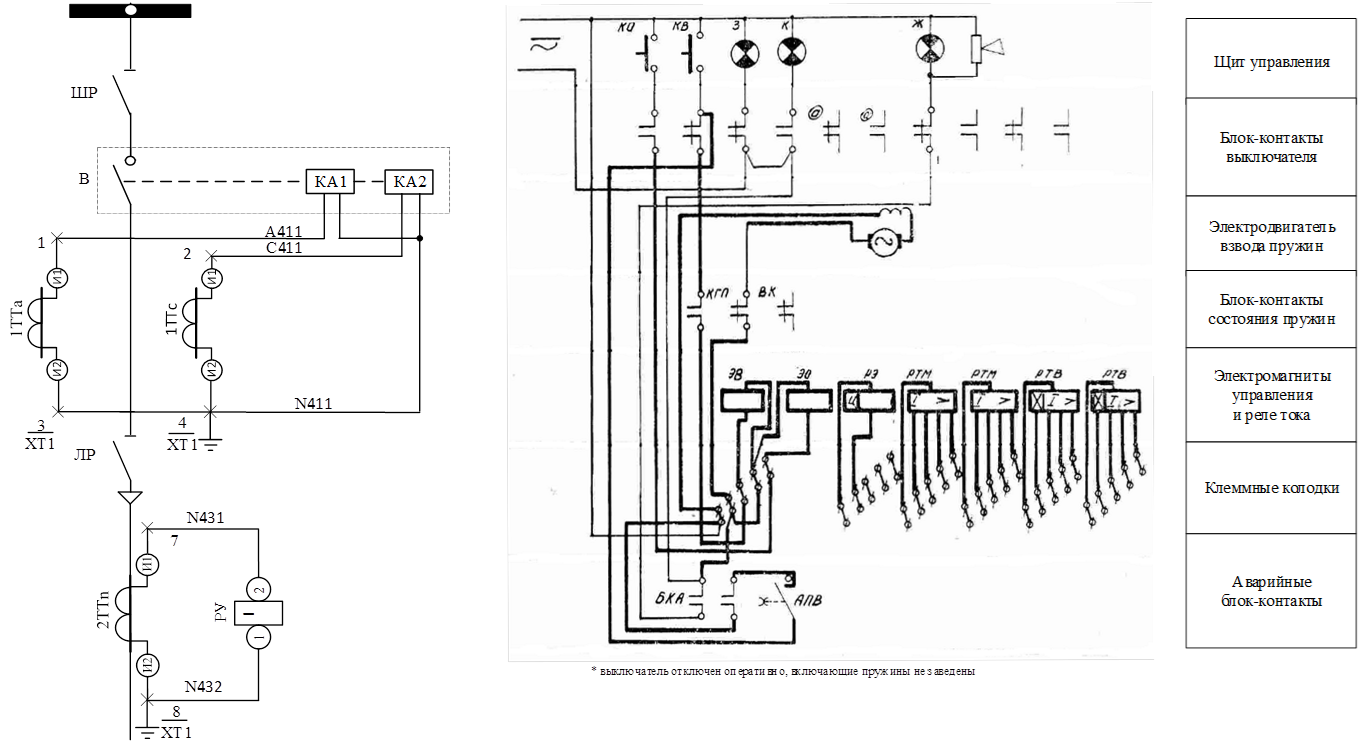 ШР
В
КА1
КА2
А411
С411
1
2
И1
И1
1ТТа
1ТТс
И2
И2
N411
3
ХТ1
4
ХТ1
ЛР
N431
7
И1
2
2ТТп
РУ
1
И2
N432
8
ХТ1
КО
КВ
З
К
Ж
КГП
ВК
ЭВ
ЭО
РЭ
РТМ
РТМ
РТВ
РТВ
Ц
I >
I >
I >
I >
БКА
АПВ
* выключатель отключен оперативно, включающие пружины не заведены
Щит управления
Блок-контакты
выключателя
Электродвигатель
взвода пружин
Блок-контакты
состояния пружин
Электромагниты
управления
и реле тока
Клеммные колодки
Аварийные
блок-контакты